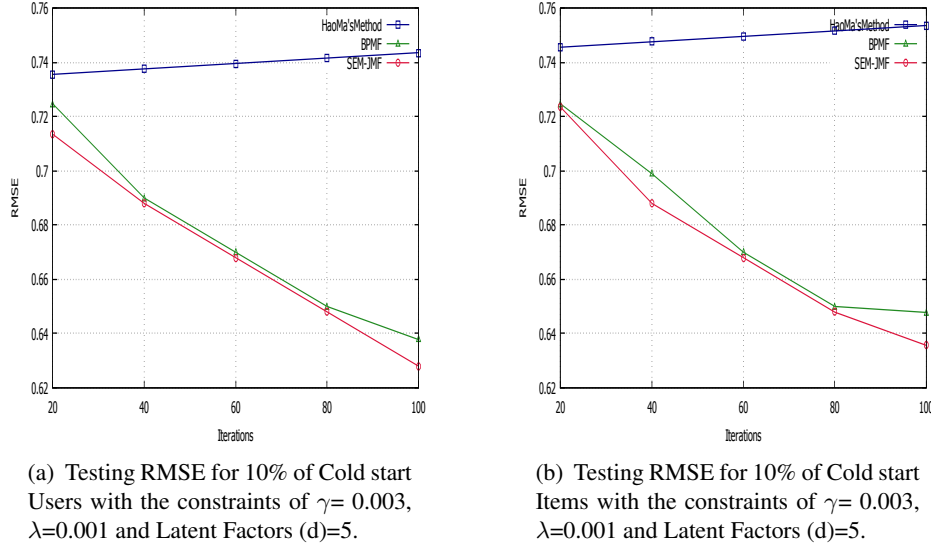 0.76
0.74
0.72
0.7
0.68
0.66
0.64
0.62
RMSE
20
40
60
80
100
Iterations
HaoMa'sMethod
BPMF
SEM-JMF
(a) Testing RMSE for 10% of Cold start
Users with the constraints of γ= 0.003,
λ=0.001 and Latent Factors (d)=5.
0.76
0.74
0.72
0.7
0.68
0.66
0.64
0.62
RMSE
20
40
60
80
100
Iterations
HaoMa'sMethod
BPMF
SEM-JMF
(b) Testing RMSE for 10% of Cold start
Items with the constraints of γ= 0.003,
λ=0.001 and Latent Factors (d)=5.